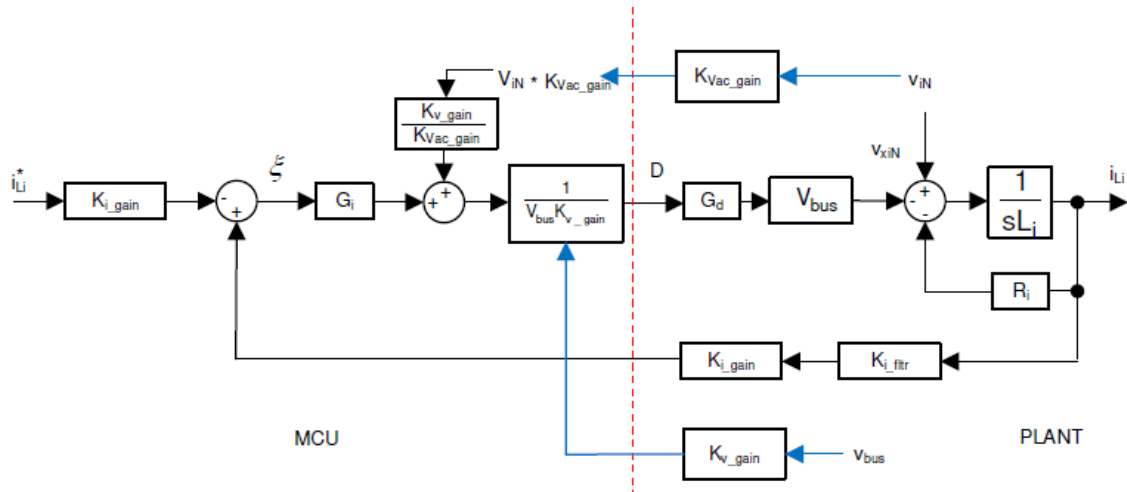 V_iN * K_Vac_gain
K_Vac_gain
v_iN
K_v_gain
K_Vac_gain
v_xiN
i*_Li
K_i_gain
-
+
ξ
G_i
+
+
1
V_bus K_v_gain
D
G_d
V_bus
+
-
-
1
sL_i
i_Li
R_i
K_i_gain
K_i_fltr
MCU
PLANT
K_v_gain
v_bus